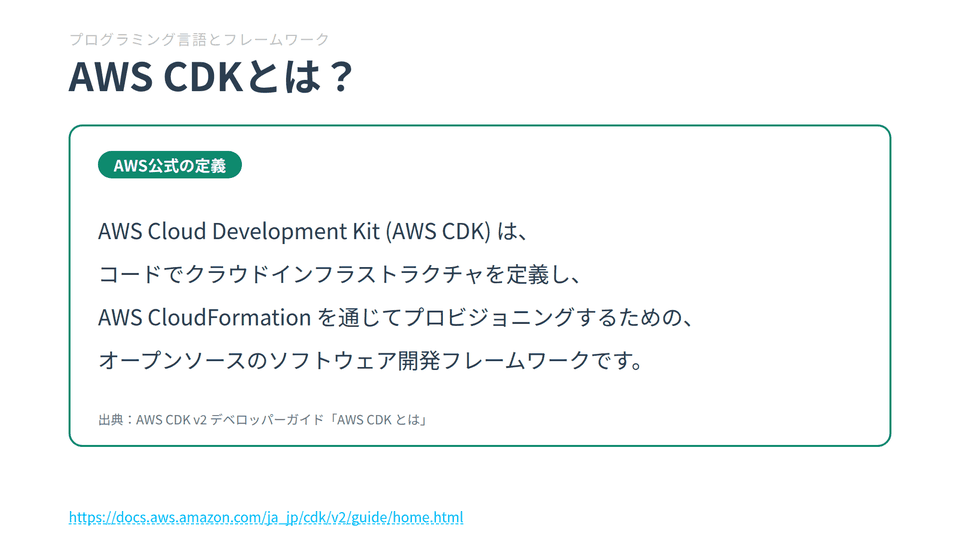 プログラミング言語とフレームワーク
AWS CDKとは？
AWS公式の定義
AWS Cloud Development Kit (AWS CDK) は、
コードでクラウドインフラストラクチャを定義し、
AWS CloudFormation を通じてプロビジョニングするための、
オープンソースのソフトウェア開発フレームワークです。
出典：AWS CDK v2 デベロッパーガイド「AWS CDK とは」
https://docs.aws.amazon.com/ja_jp/cdk/v2/guide/home.html